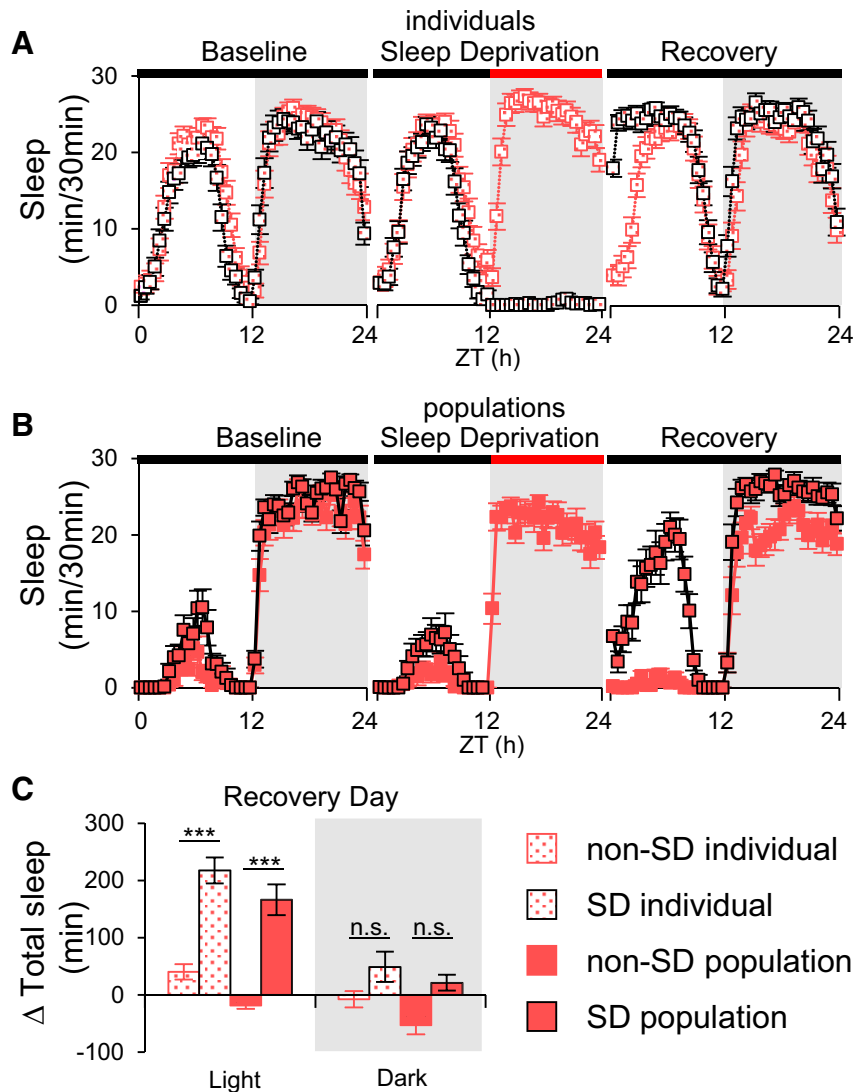 A
individuals
Baseline
Sleep Deprivation
Recovery
Sleep
(min/30min)
30
20
10
0
0
12
24
12
24
12
24
ZT (h)
B
populations
Baseline
Sleep Deprivation
Recovery
Sleep
(min/30min)
30
20
10
0
0
12
24
12
24
12
24
ZT (h)
C
Recovery Day
Δ Total sleep
(min)
300
200
100
0
-100
***
***
n.s.
n.s.
Light
Dark
non-SD individual
SD individual
non-SD population
SD population